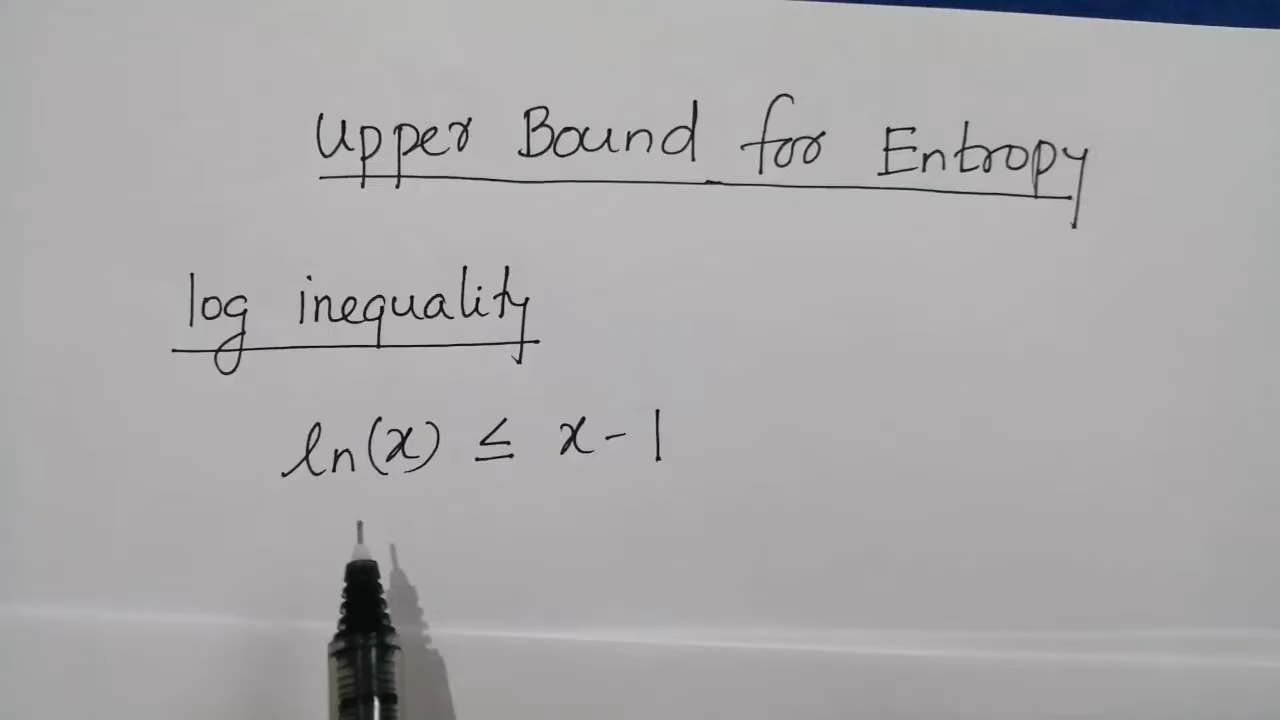 Upper Bound for Entropy
log inequality
ln(x) ≤ x-1